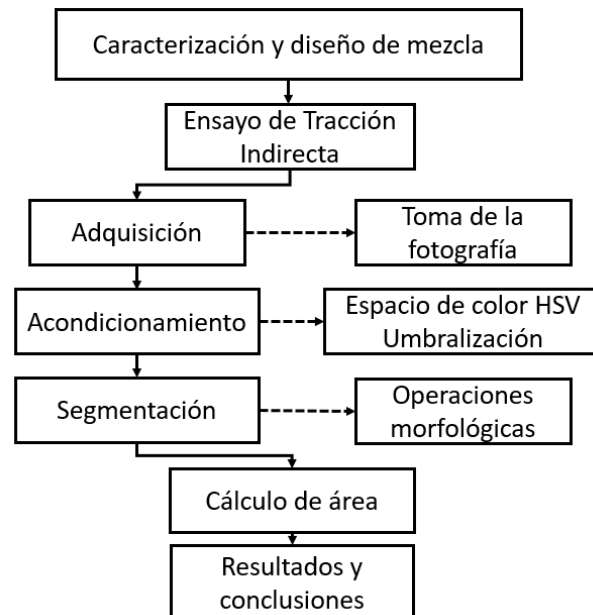 Caracterización y diseño de mezcla
Ensayo de Tracción
Indirecta
Adquisición
Toma de la
fotografía
Acondicionamiento
Espacio de color HSV
Umbralización
Segmentación
Operaciones
morfológicas
Cálculo de área
Resultados y
conclusiones